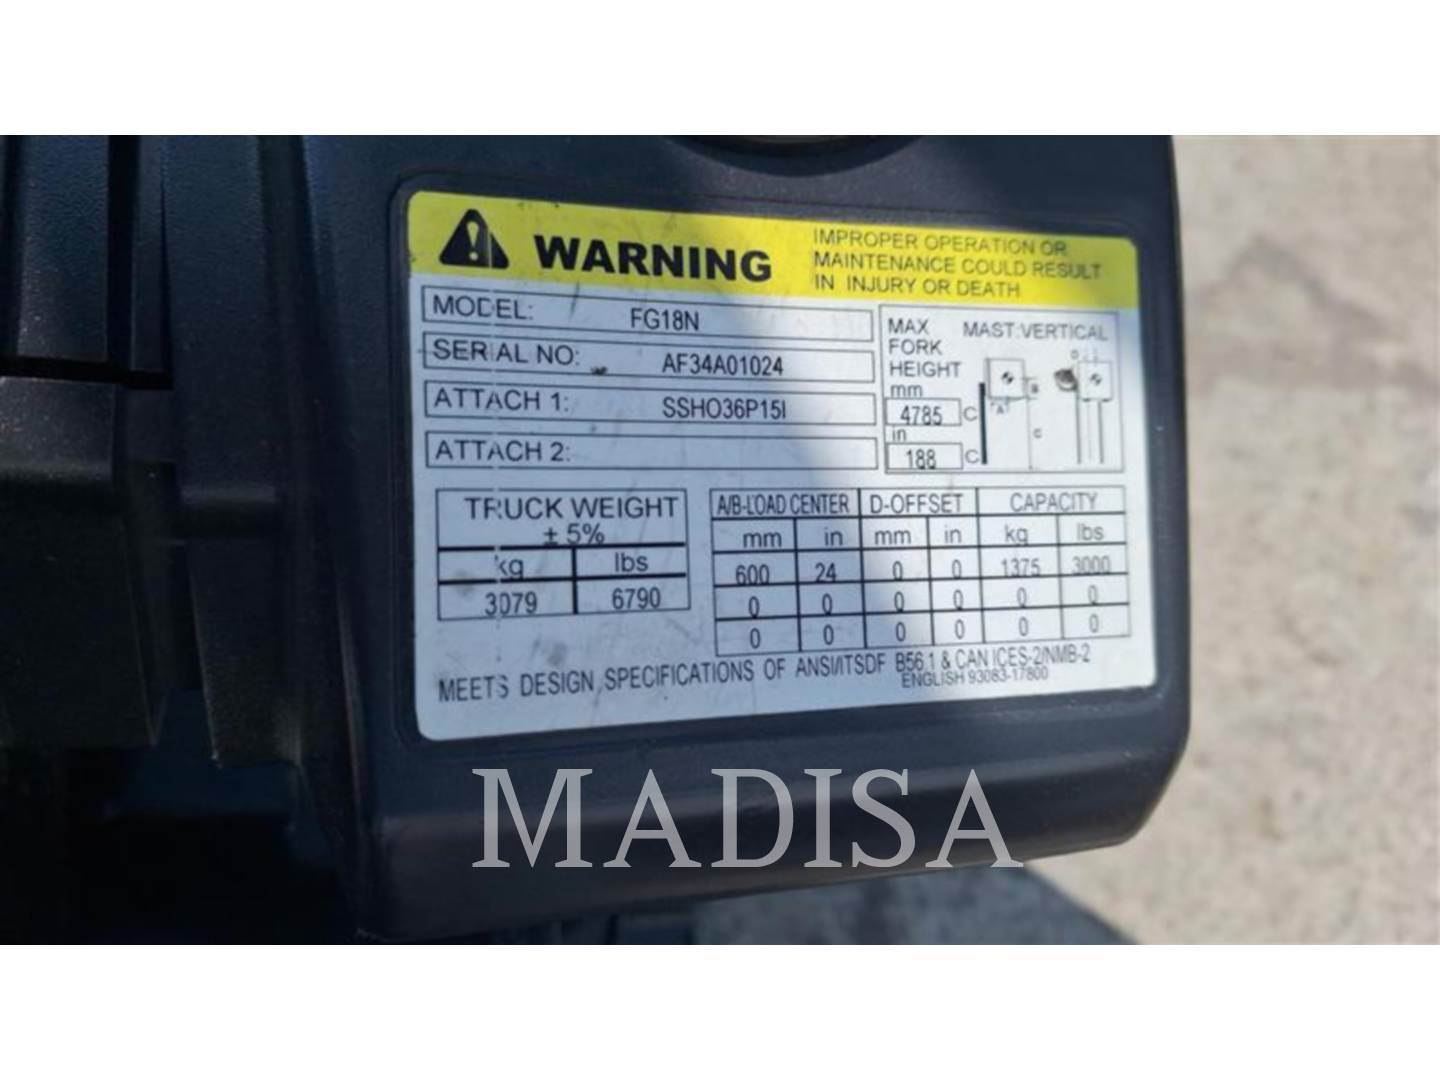 WARNING
IMPROPER OPERATION OR
MAINTENANCE COULD RESULT
IN INJURY OR DEATH
MODEL: FG18N
SERIAL NO: AF34A01024
ATTACH 1: SSHO36P15I
ATTACH 2:
MAX FORK HEIGHT
MAST:VERTICAL
mm
4785 C
in
188 C
A
B
C
D
TRUCK WEIGHT
± 5%
kg lbs
3079 6790
A/B-LOAD CENTER D-OFFSET CAPACITY
mm in mm in kg lbs
600 24 0 0 1375 3000
0 0 0 0 0 0
0 0 0 0 0 0
MEETS DESIGN SPECIFICATIONS OF ANSI/ITSDF B56.1 & CAN ICES-2/NMB-2
ENGLISH 93083-17800
MADISA